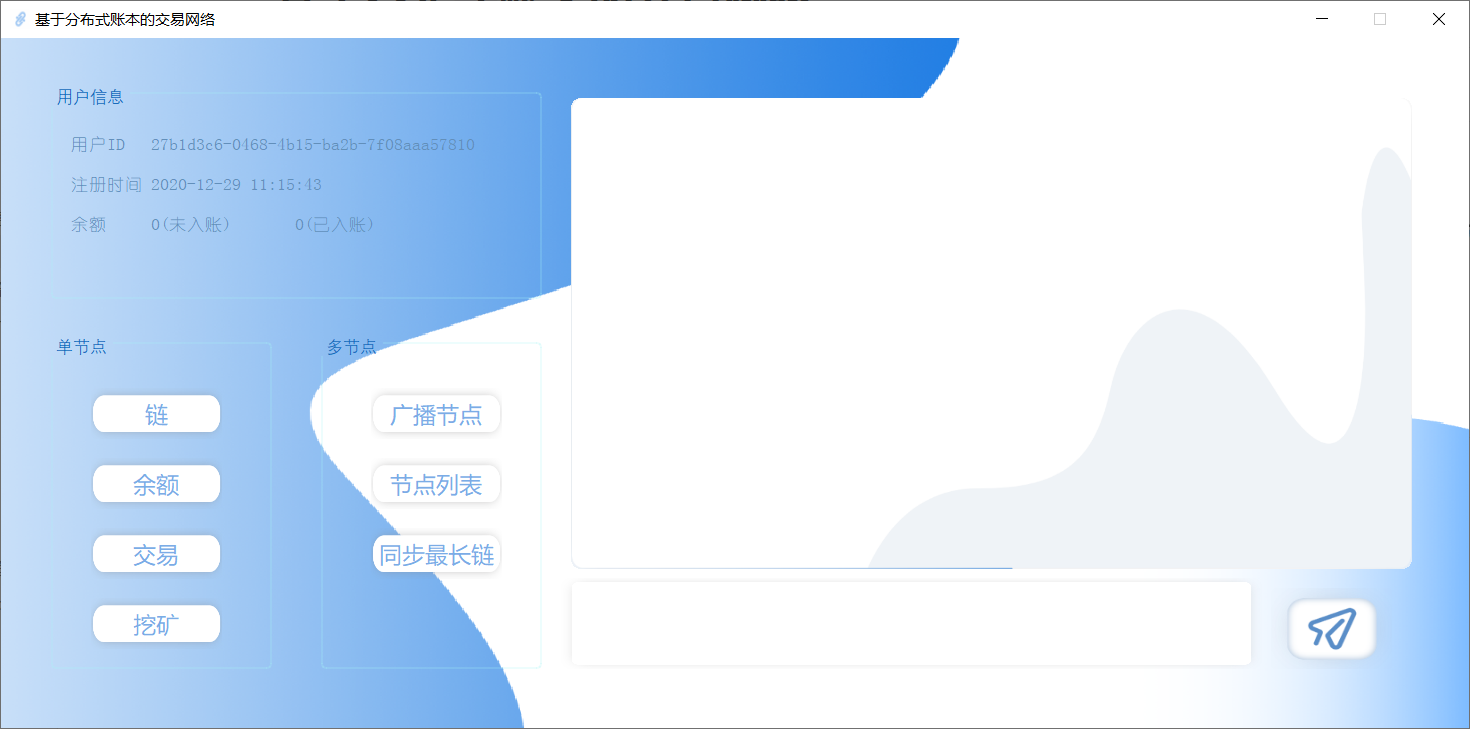 基于分布式账本的交易网络
用户信息
用户ID 27b1d3c6-0468-4b15-ba2b-7f08aaa57810
注册时间 2020-12-29 11:15:43
余额 0(未入账) 0(已入账)
单节点
链
余额
交易
挖矿
多节点
广播节点
节点列表
同步最长链